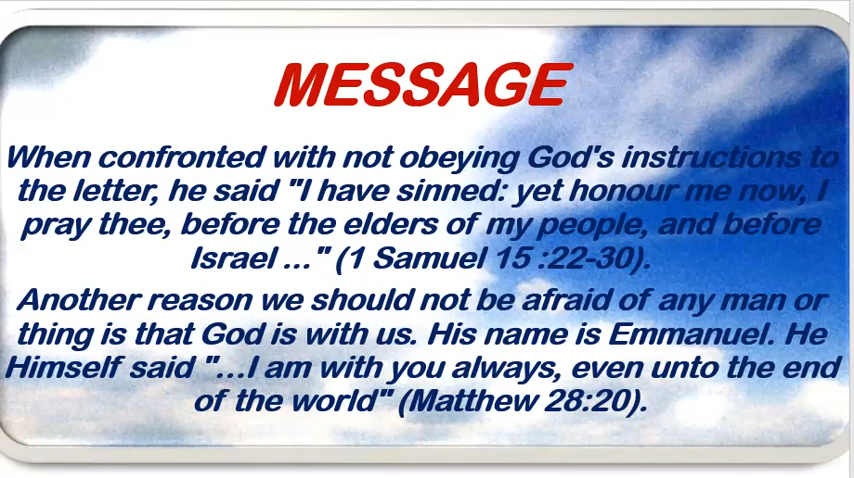 MESSAGE
When confronted with not obeying God's instructions to
the letter, he said "I have sinned: yet honour me now, I
pray thee, before the elders of my people, and before
Israel ..." (1 Samuel 15 :22-30).
Another reason we should not be afraid of any man or
thing is that God is with us. His name is Emmanuel. He
Himself said "...I am with you always, even unto the end
of the world" (Matthew 28:20).